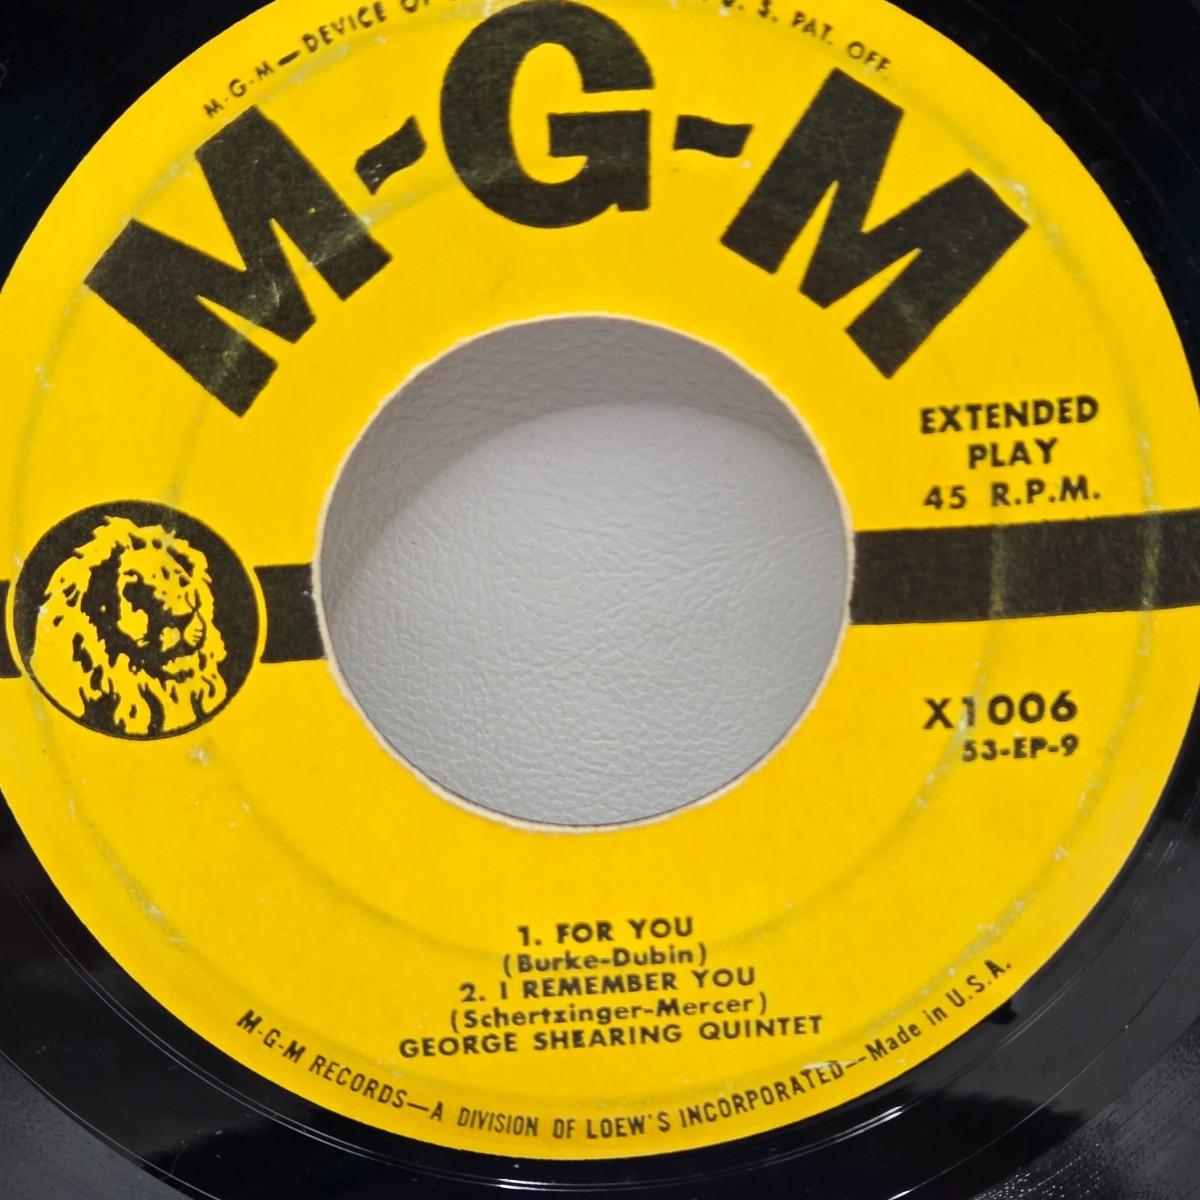 M-G-M—DEVICE
U. S. PAT. OFF.
M-G-M
EXTENDED
PLAY
45 R.P.M.
X1006
53-EP-9
1. FOR YOU
(Burke-Dubin)
2. I REMEMBER YOU
(Schertzinger-Mercer)
GEORGE SHEARING QUINTET
M-G-M RECORDS—A DIVISION OF LOEW'S INCORPORATED—Made in U.S.A.